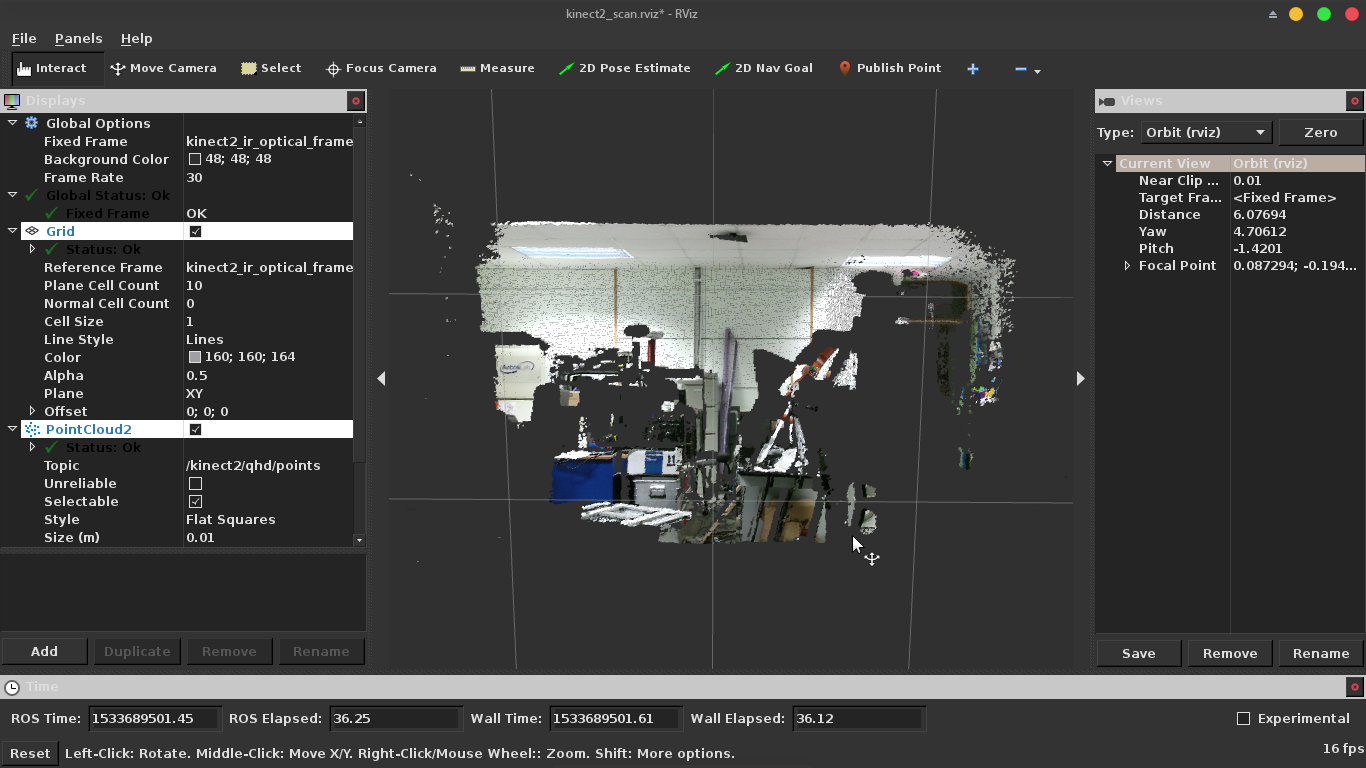 kinect2_scan.rviz* - RViz
File Panels Help
Interact Move Camera Select Focus Camera Measure 2D Pose Estimate 2D Nav Goal Publish Point
Displays
Global Options
Fixed Frame kinect2_ir_optical_frame
Background Color 48; 48; 48
Frame Rate 30
Global Status: Ok
Fixed Frame OK
Grid
Status: Ok
Reference Frame kinect2_ir_optical_frame
Plane Cell Count 10
Normal Cell Count 0
Cell Size 1
Line Style Lines
Color 160; 160; 164
Alpha 0.5
Plane XY
Offset 0; 0; 0
PointCloud2
Status: Ok
Topic /kinect2/qhd/points
Unreliable
Selectable
Style Flat Squares
Size (m) 0.01
Add Duplicate Remove Rename
Views
Type: Orbit (rviz) Zero
Current View Orbit (rviz)
Near Clip ... 0.01
Target Fra... <Fixed Frame>
Distance 6.07694
Yaw 4.70612
Pitch -1.4201
Focal Point 0.087294; -0.194...
Save Remove Rename
Time
ROS Time: 1533689501.45 ROS Elapsed: 36.25 Wall Time: 1533689501.61 Wall Elapsed: 36.12 Experimental
Reset Left-Click: Rotate. Middle-Click: Move X/Y. Right-Click/Mouse Wheel:: Zoom. Shift: More options. 16 fps